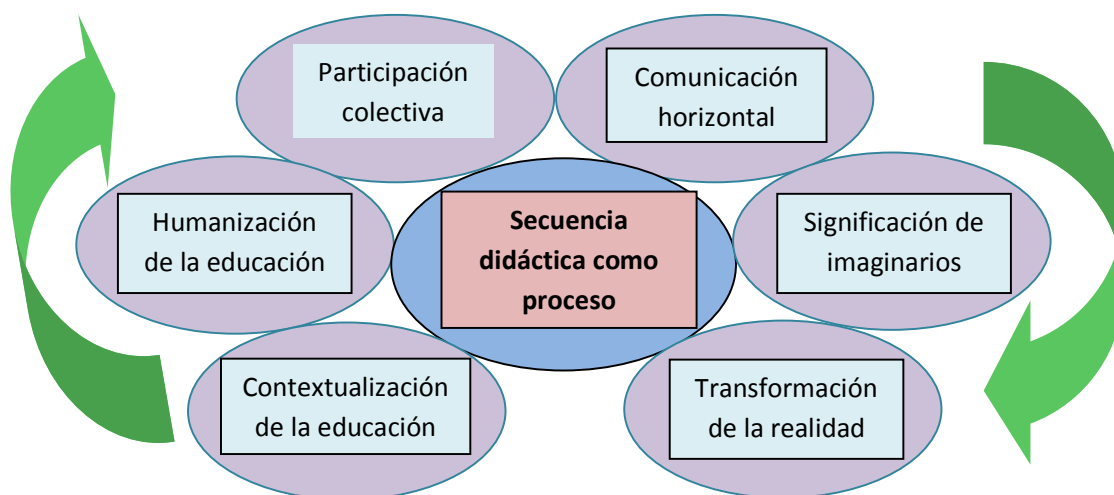 Participación
colectiva
Comunicación
horizontal
Humanización
de la educación
Secuencia
didáctica como
proceso
Significación de
imaginarios
Contextualización
de la educación
Transformación
de la realidad